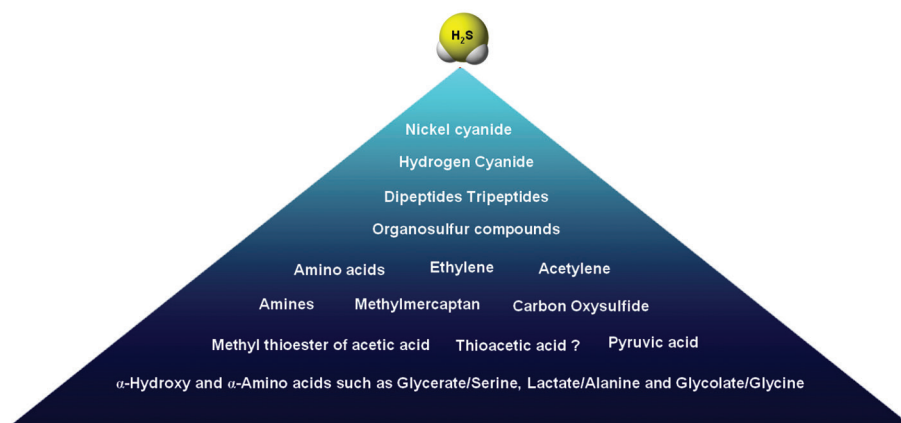 H₂S
Nickel cyanide
Hydrogen Cyanide
Dipeptides Tripeptides
Organosulfur compounds
Amino acids Ethylene Acetylene
Amines Methylmercaptan Carbon Oxysulfide
Methyl thioester of acetic acid Thioacetic acid ? Pyruvic acid
α-Hydroxy and α-Amino acids such as Glycerate/Serine, Lactate/Alanine and Glycolate/Glycine